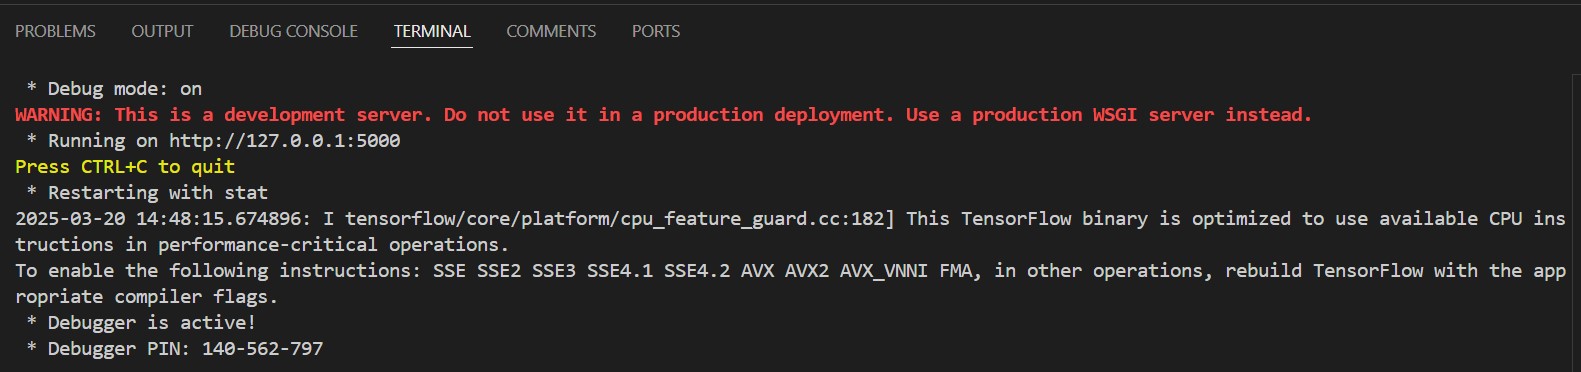 PROBLEMS OUTPUT DEBUG CONSOLE TERMINAL COMMENTS PORTS
* Debug mode: on
WARNING: This is a development server. Do not use it in a production deployment. Use a production WSGI server instead.
* Running on http://127.0.0.1:5000
Press CTRL+C to quit
* Restarting with stat
2025-03-20 14:48:15.674896: I tensorflow/core/platform/cpu_feature_guard.cc:182] This TensorFlow binary is optimized to use available CPU ins
tructions in performance-critical operations.
To enable the following instructions: SSE SSE2 SSE3 SSE4.1 SSE4.2 AVX AVX2 AVX_VNNI FMA, in other operations, rebuild TensorFlow with the app
ropriate compiler flags.
* Debugger is active!
* Debugger PIN: 140-562-797